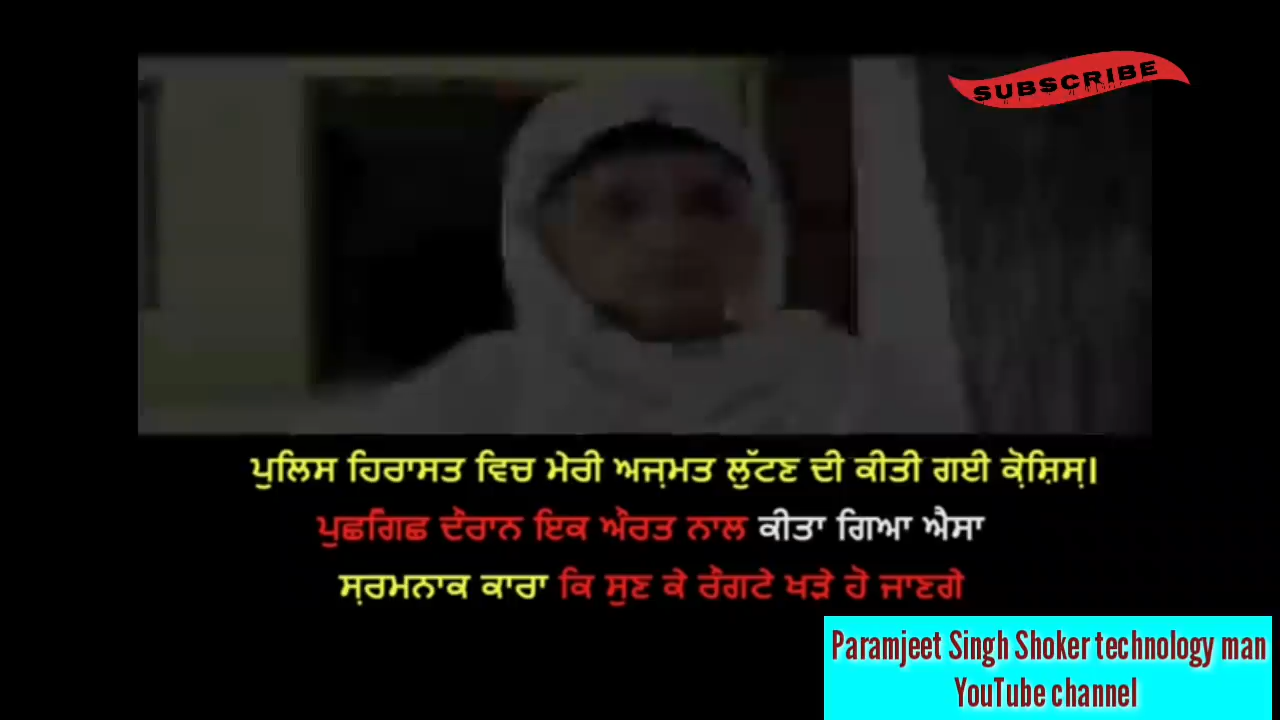 SUBSCRIBE
ਪੁਲਿਸ ਹਿਰਾਸਤ ਵਿਚ ਮੇਰੀ ਅਜ਼ਮਤ ਲੁੱਟਣ ਦੀ ਕੀਤੀ ਗਈ ਕੋਸ਼ਿਸ਼।
ਪੁਛਗਿਛ ਦੌਰਾਨ ਇਕ ਔਰਤ ਨਾਲ ਕੀਤਾ ਗਿਆ ਐਸਾ
ਸ਼ਰਮਨਾਕ ਕਾਰਾ ਕਿ ਸੁਣ ਕੇ ਰੌਂਗਟੇ ਖੜੇ ਹੋ ਜਾਣਗੇ
Paramjeet Singh Shoker technology man
YouTube channel